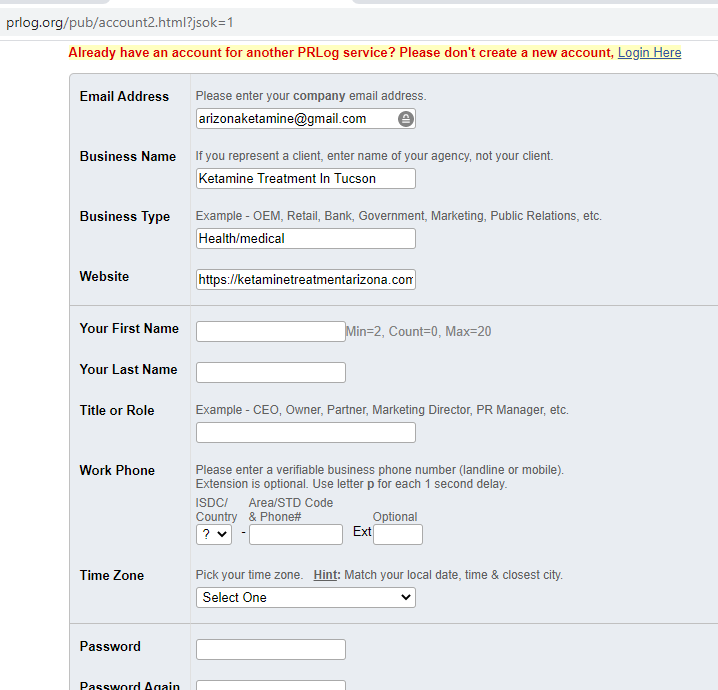 prlog.org/pub/account2.html?jsok=1
Already have an account for another PRLog service? Please don't create a new account, Login Here
Email Address
Please enter your company email address.
arizonaketamine@gmail.com
Business Name
If you represent a client, enter name of your agency, not your client.
Ketamine Treatment In Tucson
Business Type
Example - OEM, Retail, Bank, Government, Marketing, Public Relations, etc.
Health/medical
Website
https://ketaminetreatmentarizona.com
Your First Name
Min=2, Count=0, Max=20
Your Last Name
Title or Role
Example - CEO, Owner, Partner, Marketing Director, PR Manager, etc.
Work Phone
Please enter a verifiable business phone number (landline or mobile).
Extension is optional. Use letter p for each 1 second delay.
ISDC/ Area/STD Code
Country & Phone# Optional
? - Ext
Time Zone
Pick your time zone. Hint: Match your local date, time & closest city.
Select One
Password
Password Again